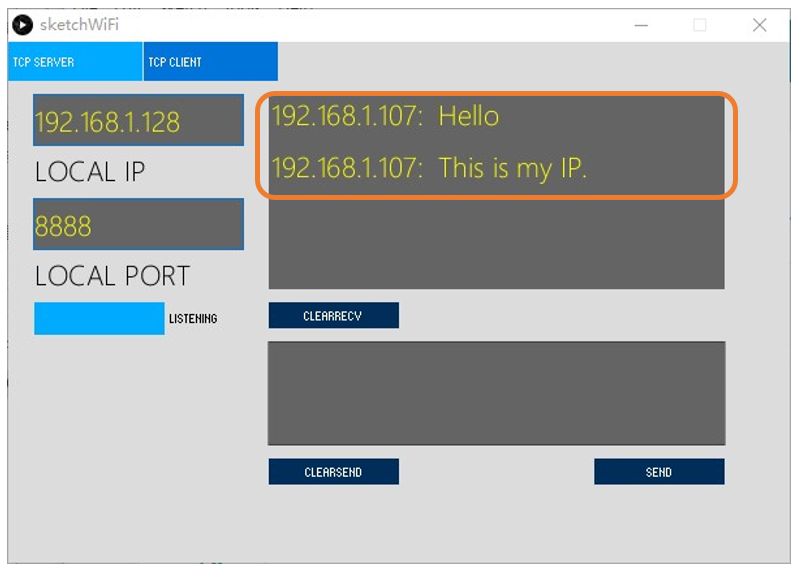 sketchWiFi
TCP SERVER
TCP CLIENT
192.168.1.128
LOCAL IP
8888
LOCAL PORT
LISTENING
192.168.1.107: Hello
192.168.1.107: This is my IP.
CLEARRECV
CLEARSEND
SEND